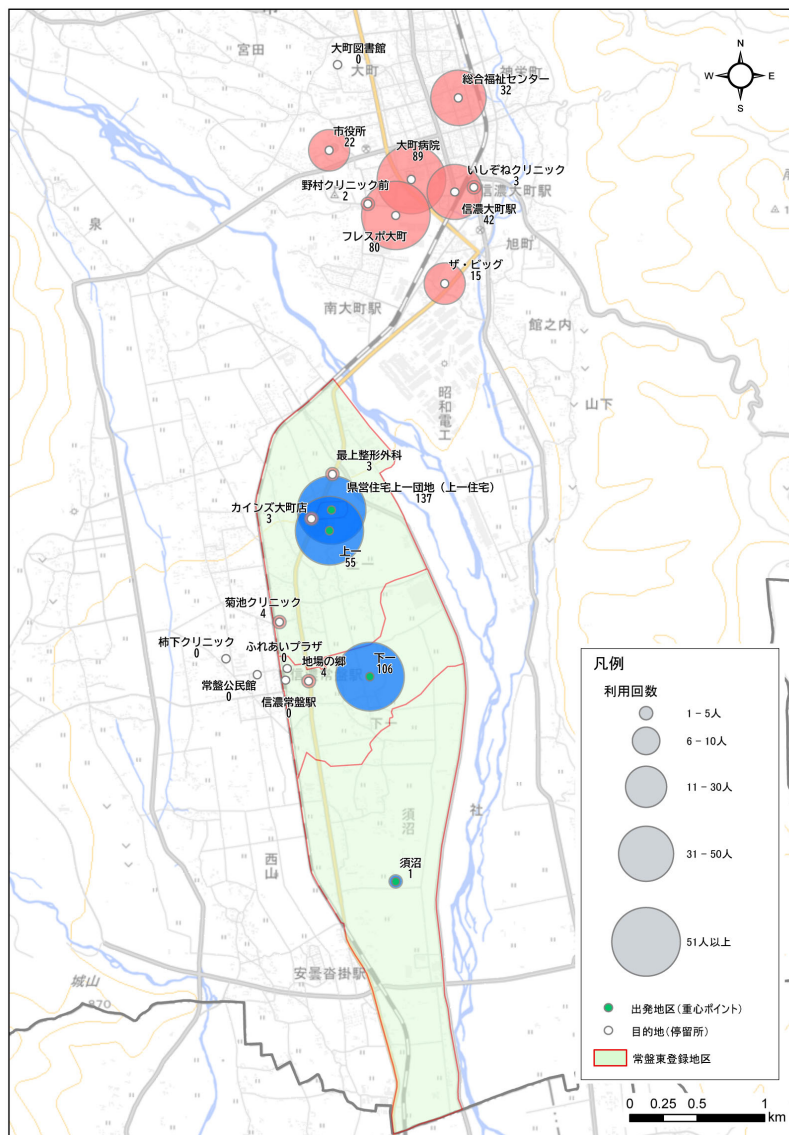 宮田
大町図書館
0
大町
神栄町
総合福祉センター
32
N
W
E
S
市役所
22
大町病院
89
いしぞねクリニック
3
野村クリニック前
2
信濃大町駅
信濃大町駅
42
泉
フレスポ大町
80
旭町
ザ・ビッグ
15
南大町駅
館之内
昭和電工
山下
最上整形外科
3
県営住宅上一団地（上一住宅）
137
カインズ大町店
3
上一
55
菊池クリニック
4
柿下クリニック
0
ふれあいプラザ
0
地場の郷
4
下一
106
常盤公民館
0
信濃常盤駅
0
下一
須沼
社
西山
須沼
1
安曇沓掛駅
城山
870
凡例
利用回数
1 - 5人
6 - 10人
11 - 30人
31 - 50人
51人以上
出発地区（重心ポイント）
目的地（停留所）
常盤東登録地区
0 0.25 0.5 1
km